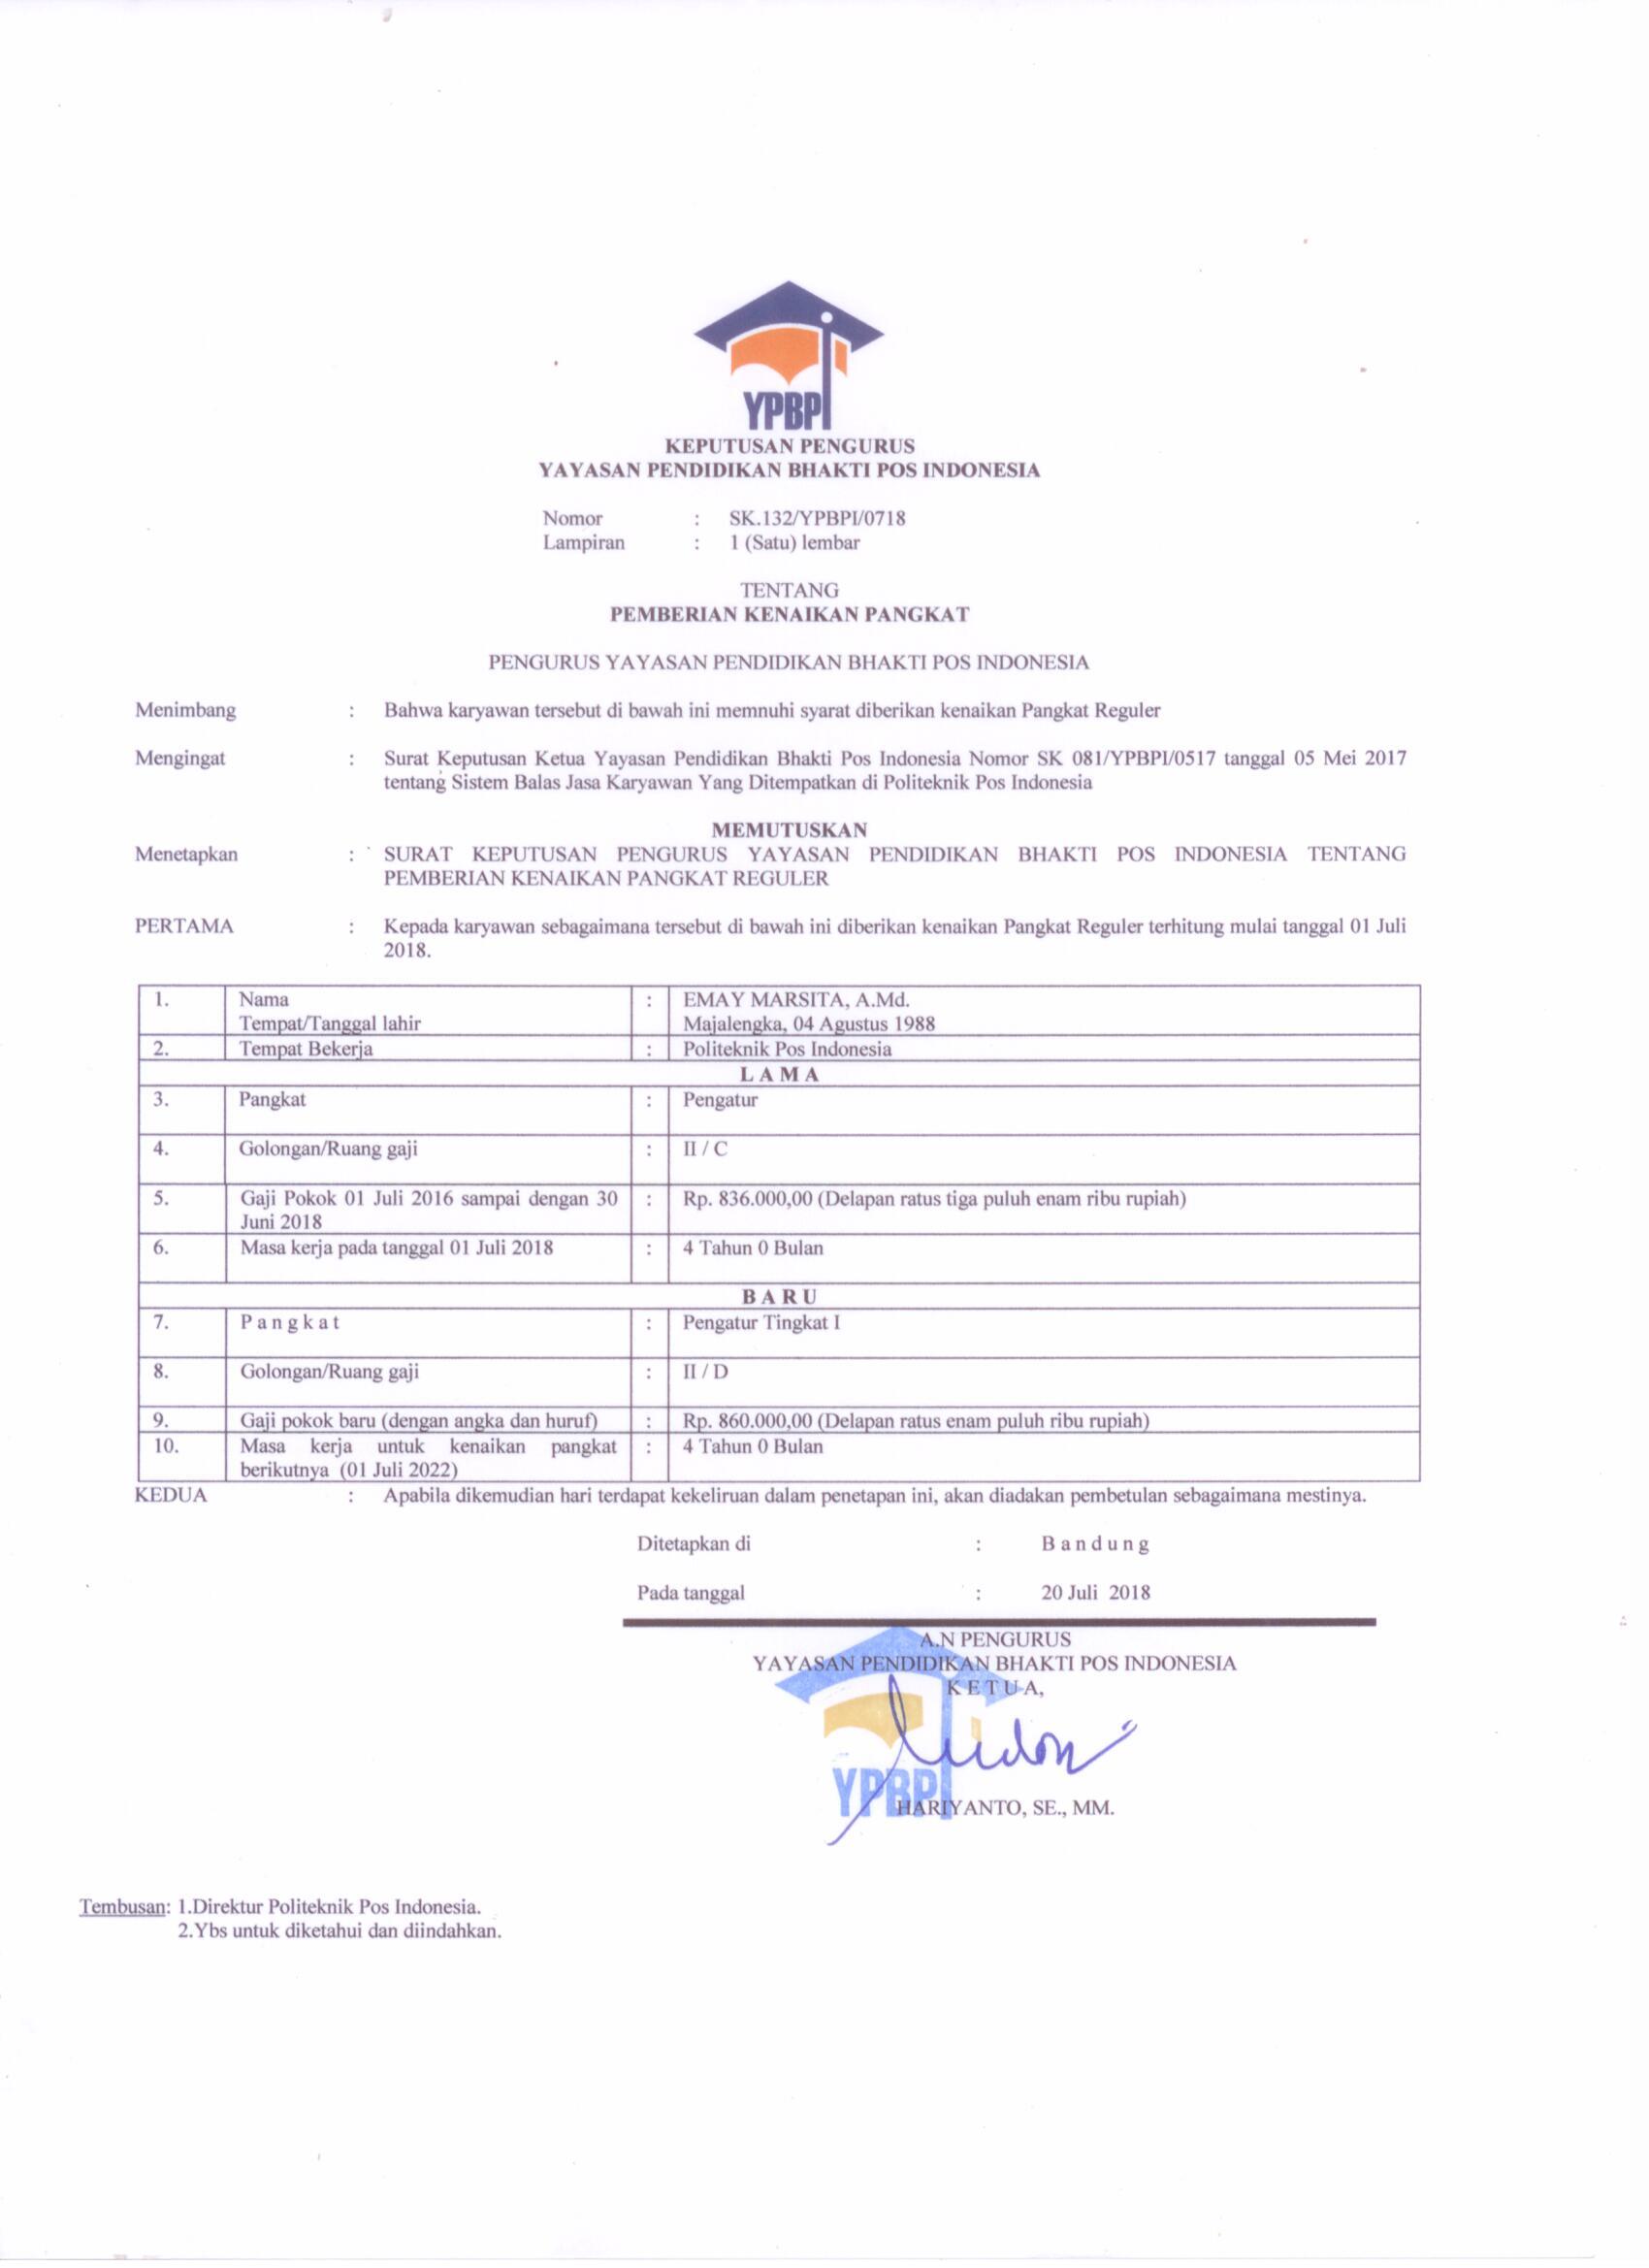 YPBPI
KEPUTUSAN PENGURUS
YAYASAN PENDIDIKAN BHAKTI POS INDONESIA
Nomor : SK.132/YPBPI/0718
Lampiran : 1 (Satu) lembar
TENTANG
PEMBERIAN KENAIKAN PANGKAT
PENGURUS YAYASAN PENDIDIKAN BHAKTI POS INDONESIA
Menimbang : Bahwa karyawan tersebut di bawah ini memnuhi syarat diberikan kenaikan Pangkat Reguler
Mengingat : Surat Keputusan Ketua Yayasan Pendidikan Bhakti Pos Indonesia Nomor SK 081/YPBPI/0517 tanggal 05 Mei 2017
tentang Sistem Balas Jasa Karyawan Yang Ditempatkan di Politeknik Pos Indonesia
MEMUTUSKAN
Menetapkan : SURAT KEPUTUSAN PENGURUS YAYASAN PENDIDIKAN BHAKTI POS INDONESIA TENTANG
PEMBERIAN KENAIKAN PANGKAT REGULER
PERTAMA : Kepada karyawan sebagaimana tersebut di bawah ini diberikan kenaikan Pangkat Reguler terhitung mulai tanggal 01 Juli
2018.
1. Nama : EMAY MARSITA, A.Md.
Tempat/Tanggal lahir Majalengka, 04 Agustus 1988
2. Tempat Bekerja : Politeknik Pos Indonesia
L A M A
3. Pangkat : Pengatur
4. Golongan/Ruang gaji : II / C
5. Gaji Pokok 01 Juli 2016 sampai dengan 30 : Rp. 836.000,00 (Delapan ratus tiga puluh enam ribu rupiah)
Juni 2018
6. Masa kerja pada tanggal 01 Juli 2018 : 4 Tahun 0 Bulan
B A R U
7. P a n g k a t : Pengatur Tingkat I
8. Golongan/Ruang gaji : II / D
9. Gaji pokok baru (dengan angka dan huruf) : Rp. 860.000,00 (Delapan ratus enam puluh ribu rupiah)
10. Masa kerja untuk kenaikan pangkat : 4 Tahun 0 Bulan
berikutnya (01 Juli 2022)
KEDUA : Apabila dikemudian hari terdapat kekeliruan dalam penetapan ini, akan diadakan pembetulan sebagaimana mestinya.
Ditetapkan di : B a n d u n g
Pada tanggal : 20 Juli 2018
A.N PENGURUS
YAYASAN PENDIDIKAN BHAKTI POS INDONESIA
K E T U A,
YPBPI
HARIYANTO, SE., MM.
Tembusan: 1.Direktur Politeknik Pos Indonesia.
2.Ybs untuk diketahui dan diindahkan.